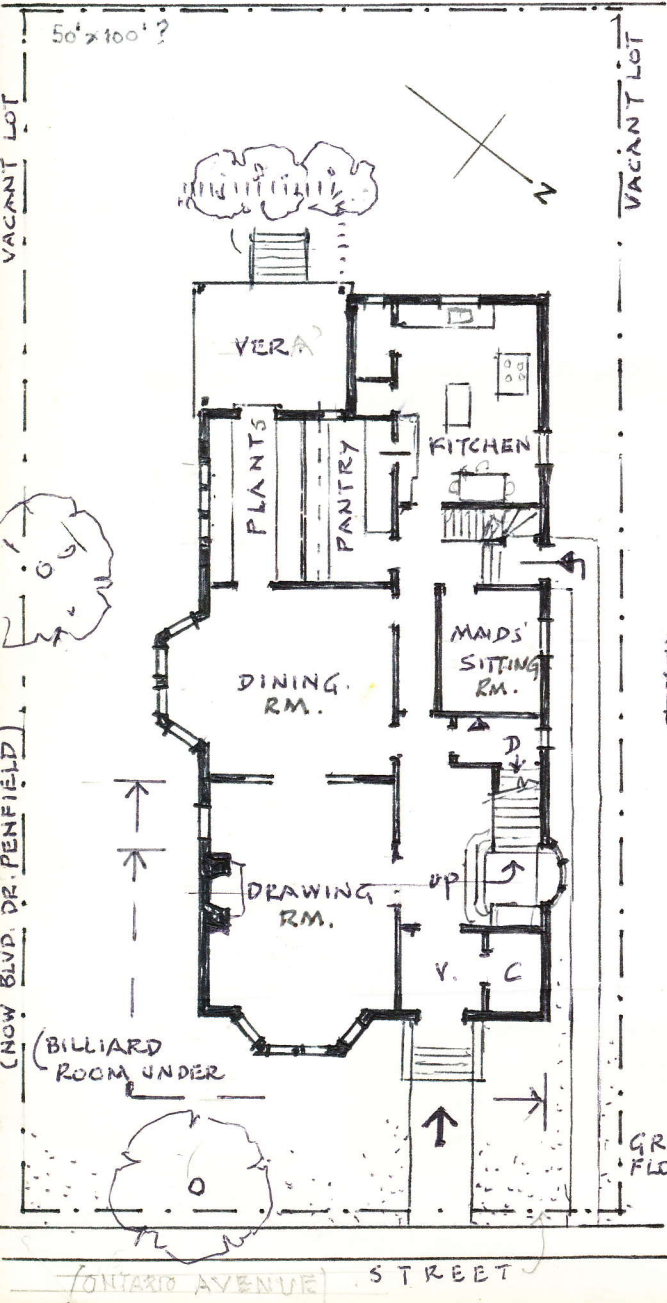 50' x 100' ?
VACANT LOT
VACANT LOT
N
VERA'
PLANTS
PANTRY
KITCHEN
MAIDS'
SITTING
RM.
DINING
RM.
D
(NOW BLVD. DR. PENFIELD)
DRAWING
RM.
UP
V.
C
(BILLIARD
ROOM UNDER
GR
FLO
(ONTARIO AVENUE)
STREET